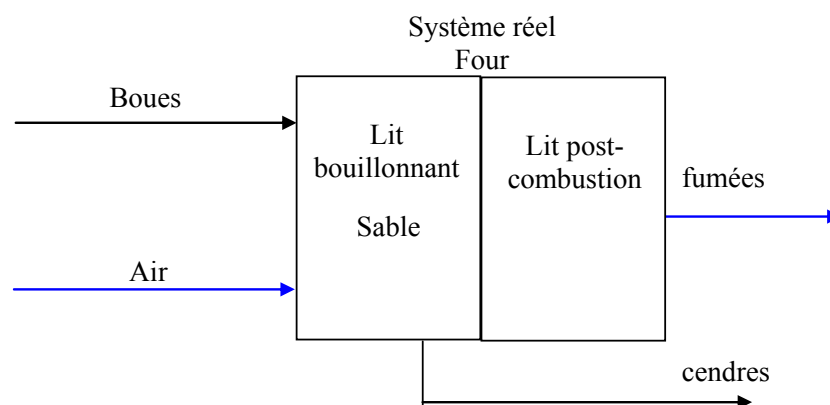 Système réel
Four
Boues
Lit
bouillonnant
Sable
Lit post-
combustion
fumées
Air
cendres